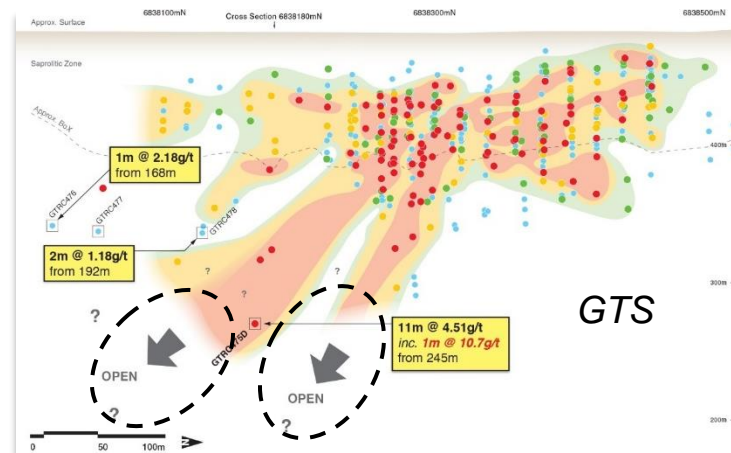 6838100mN
Cross Section 6838180mN
6838300mN
6838500mN
Approx. Surface
Saprolitic Zone
Approx. BoX
400m
1m @ 2.18g/t
from 168m
GTRC476
GTRC477
GTRC478
2m @ 1.18g/t
from 192m
?
?
?
300m
?
GTS
11m @ 4.51g/t
inc. 1m @ 10.7g/t
from 245m
GTRC475D
OPEN
OPEN
?
?
200m
0
50
100m
N